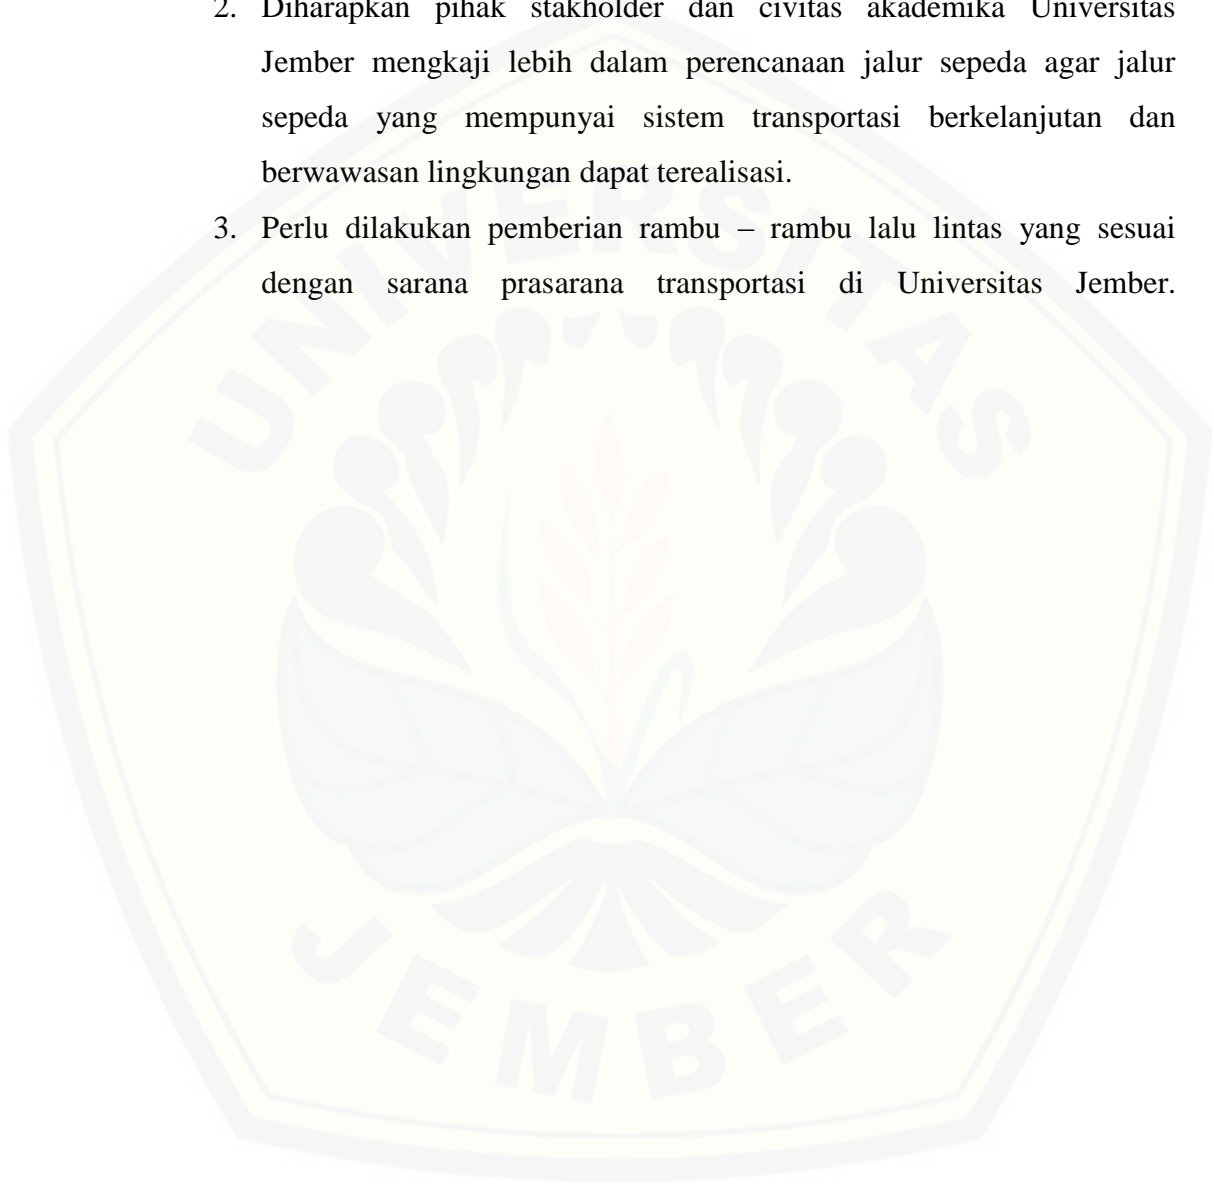 2. Diharapkan pihak stakholder dan civitas akademika Universitas
Jember mengkaji lebih dalam perencanaan jalur sepeda agar jalur
sepeda yang mempunyai sistem transportasi berkelanjutan dan
berwawasan lingkungan dapat terealisasi.
3. Perlu dilakukan pemberian rambu – rambu lalu lintas yang sesuai
dengan sarana prasarana transportasi di Universitas Jember.
UNIVERSITAS
JEMBER